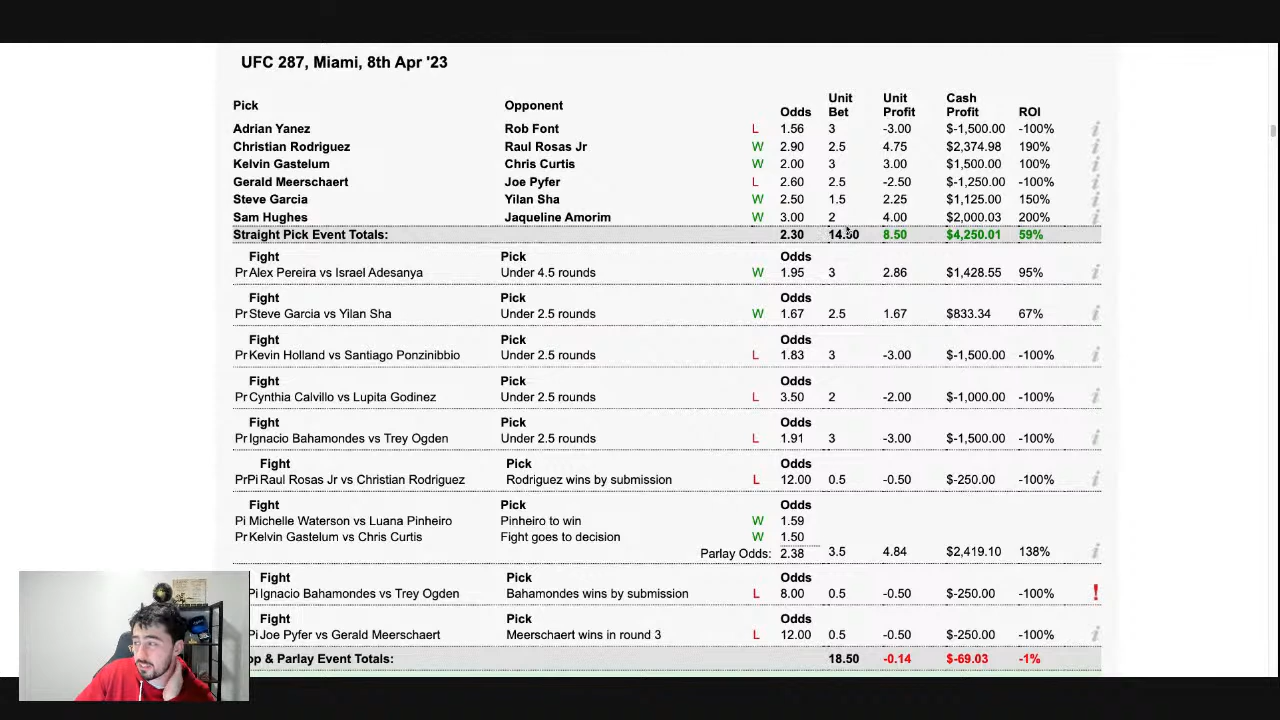 UFC 287, Miami, 8th Apr '23
Pick Opponent Odds Unit Bet Unit Profit Cash Profit ROI
Adrian Yanez Rob Font L 1.56 3 -3.00 $-1,500.00 -100%
Christian Rodriguez Raul Rosas Jr W 2.90 2.5 4.75 $2,374.98 190%
Kelvin Gastelum Chris Curtis W 2.00 3 3.00 $1,500.00 100%
Gerald Meerschaert Joe Pyfer L 2.60 2.5 -2.50 $-1,250.00 -100%
Steve Garcia Yilan Sha W 2.50 1.5 2.25 $1,125.00 150%
Sam Hughes Jaqueline Amorim W 3.00 2 4.00 $2,000.03 200%
Straight Pick Event Totals: 2.30 14.50 8.50 $4,250.01 59%
Fight Pick Odds
Pr Alex Pereira vs Israel Adesanya Under 4.5 rounds W 1.95 3 2.86 $1,428.55 95%
Fight Pick Odds
Pr Steve Garcia vs Yilan Sha Under 2.5 rounds W 1.67 2.5 1.67 $833.34 67%
Fight Pick Odds
Pr Kevin Holland vs Santiago Ponzinibbio Under 2.5 rounds L 1.83 3 -3.00 $-1,500.00 -100%
Fight Pick Odds
Pr Cynthia Calvillo vs Lupita Godinez Under 2.5 rounds L 3.50 2 -2.00 $-1,000.00 -100%
Fight Pick Odds
Pr Ignacio Bahamondes vs Trey Ogden Under 2.5 rounds L 1.91 3 -3.00 $-1,500.00 -100%
Fight Pick Odds
PrPi Raul Rosas Jr vs Christian Rodriguez Rodriguez wins by submission L 12.00 0.5 -0.50 $-250.00 -100%
Fight Pick Odds
Pi Michelle Waterson vs Luana Pinheiro Pinheiro to win W 1.59
Pr Kelvin Gastelum vs Chris Curtis Fight goes to decision W 1.50
Parlay Odds: 2.38 3.5 4.84 $2,419.10 138%
Fight Pick Odds
Pi Ignacio Bahamondes vs Trey Ogden Bahamondes wins by submission L 8.00 0.5 -0.50 $-250.00 -100% !
Fight Pick Odds
Pi Joe Pyfer vs Gerald Meerschaert Meerschaert wins in round 3 L 12.00 0.5 -0.50 $-250.00 -100%
op & Parlay Event Totals: 18.50 -0.14 $-69.03 -1%